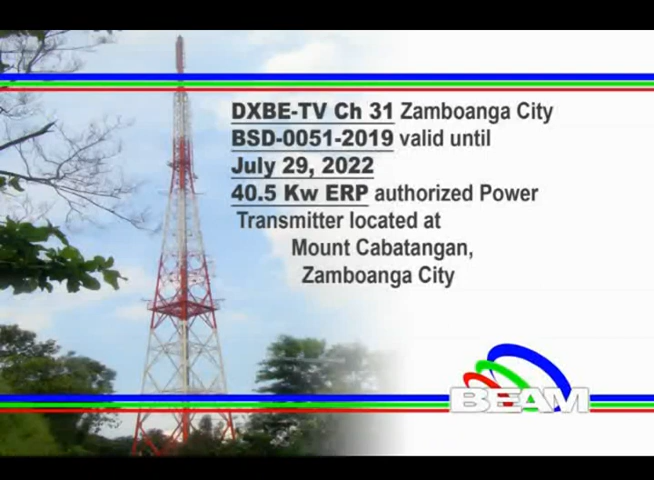 DXBE-TV Ch 31 Zamboanga City
BSD-0051-2019 valid until
July 29, 2022
40.5 Kw ERP authorized Power
Transmitter located at
Mount Cabatangan,
Zamboanga City
BEAM